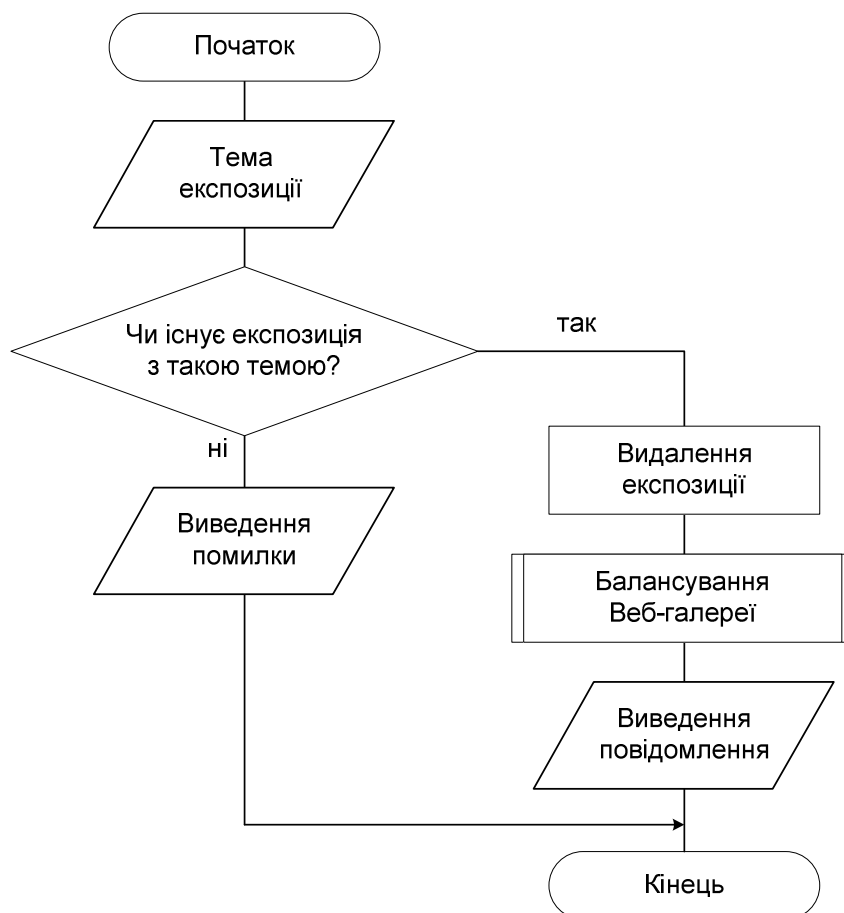 Початок
Тема
експозиції
Чи існує експозиція
з такою темою?
так
ні
Видалення
експозиції
Виведення
помилки
Балансування
Веб-галереї
Виведення
повідомлення
Кінець